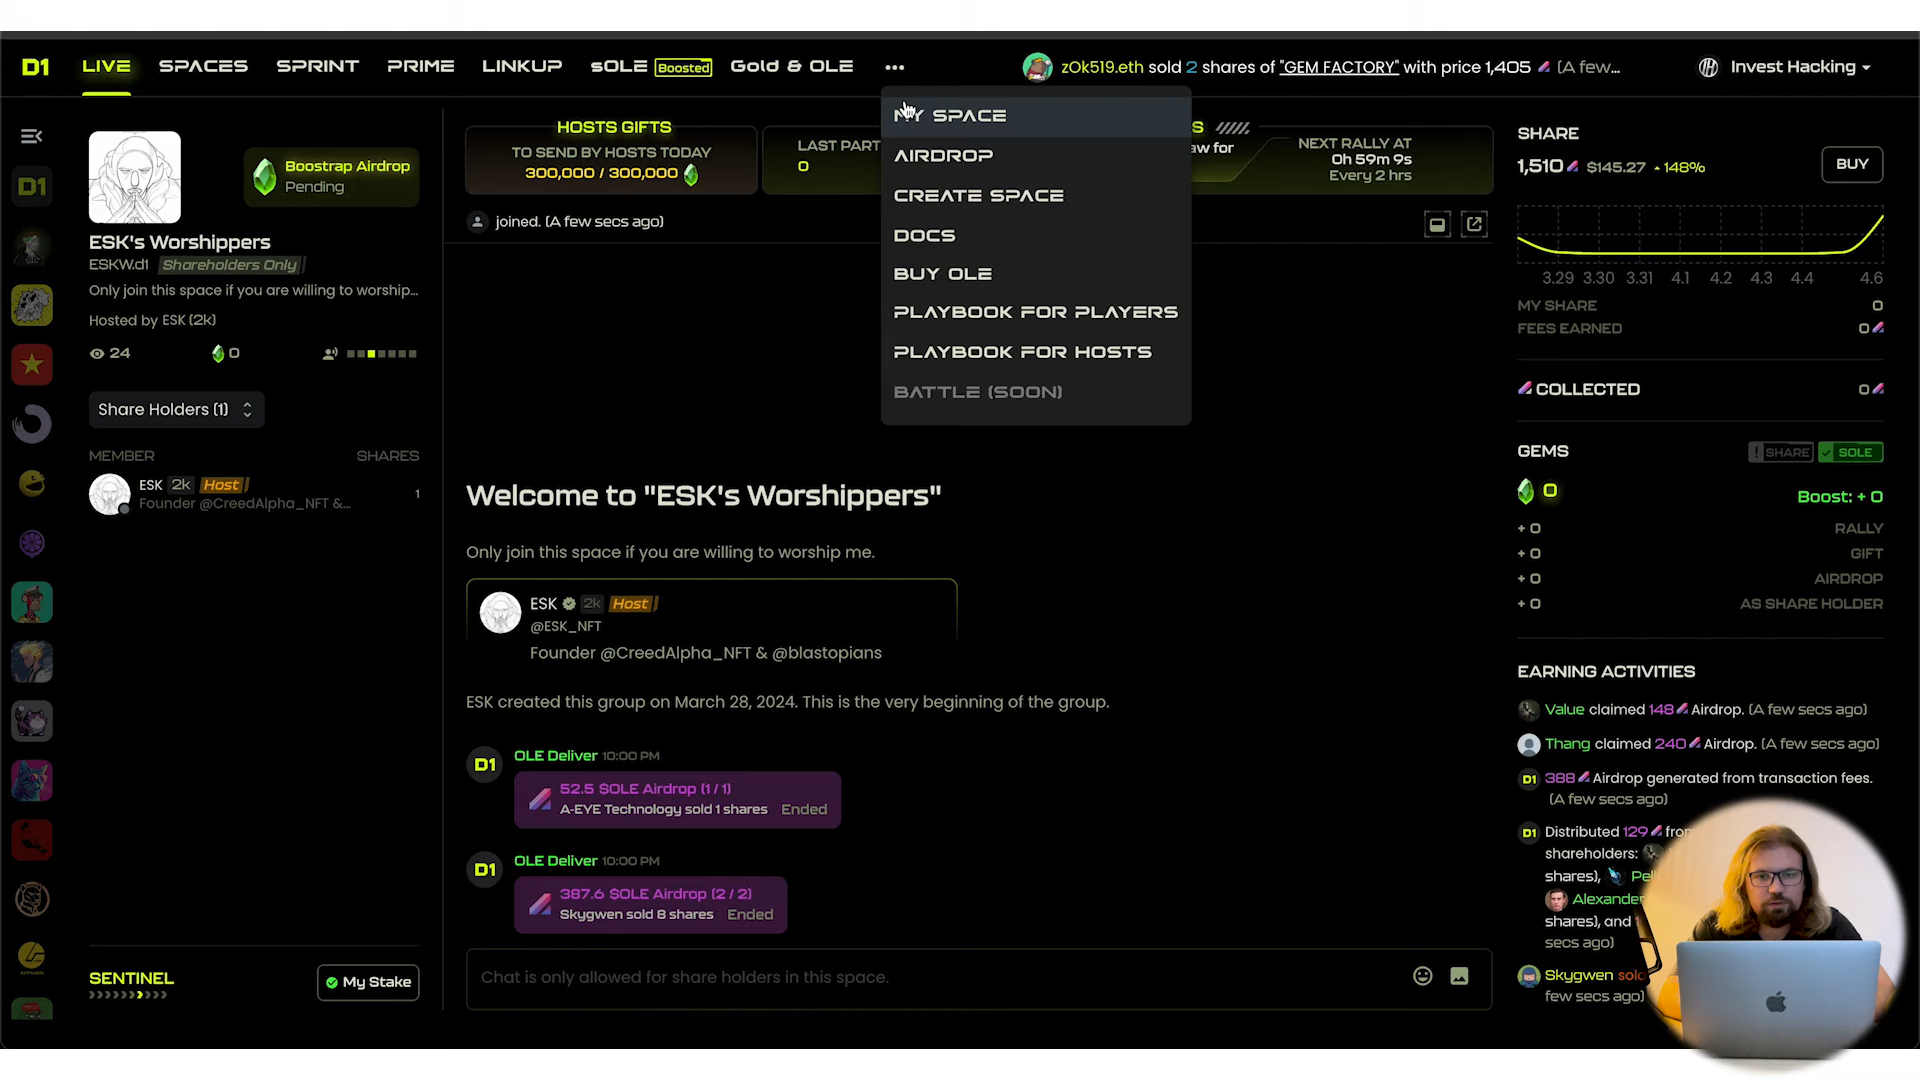 D1
LIVE
SPACES
SPRINT
PRIME
LINKUP
sOLE Boosted
Gold & OLE
zOk519.eth sold 2 shares of "GEM FACTORY" with price 1,405 (A few...
Invest Hacking
MY SPACE
AIRDROP
CREATE SPACE
DOCS
BUY OLE
PLAYBOOK FOR PLAYERS
PLAYBOOK FOR HOSTS
BATTLE (SOON)
D1
Boostrap Airdrop
Pending
ESK's Worshippers
ESKW.d1 Shareholders Only
Only join this space if you are willing to worship...
Hosted by ESK (2k)
24
0
Share Holders (1)
MEMBER
SHARES
ESK 2k Host
Founder @CreedAlpha_NFT &...
1
SENTINEL
My Stake
HOSTS GIFTS
TO SEND BY HOSTS TODAY
300,000 / 300,000
LAST PART
0
S
aw for
NEXT RALLY AT
0h 59m 9s
Every 2 hrs
joined. (A few secs ago)
Welcome to "ESK's Worshippers"
Only join this space if you are willing to worship me.
ESK 2k Host
@ESK_NFT
Founder @CreedAlpha_NFT & @blastopians
ESK created this group on March 28, 2024. This is the very beginning of the group.
D1
OLE Deliver 10:00 PM
52.5 $OLE Airdrop (1 / 1)
A-EYE Technology sold 1 shares Ended
D1
OLE Deliver 10:00 PM
387.6 $OLE Airdrop (2 / 2)
Skygwen sold 8 shares Ended
Chat is only allowed for share holders in this space.
SHARE
1,510 $145.27 148%
BUY
3.29 3.30 3.31 4.1 4.2 4.3 4.4 4.6
MY SHARE 0
FEES EARNED 0
COLLECTED 0
GEMS
! SHARE
SOLE
0
Boost: + 0
+ 0 RALLY
+ 0 GIFT
+ 0 AIRDROP
+ 0 AS SHARE HOLDER
EARNING ACTIVITIES
Value claimed 148 Airdrop. (A few secs ago)
Thang claimed 240 Airdrop. (A few secs ago)
D1 388 Airdrop generated from transaction fees.
(A few secs ago)
D1 Distributed 129 from
shareholders:
shares),
Alexander
shares), and 1
secs ago)
Skygwen sold
few secs ago)